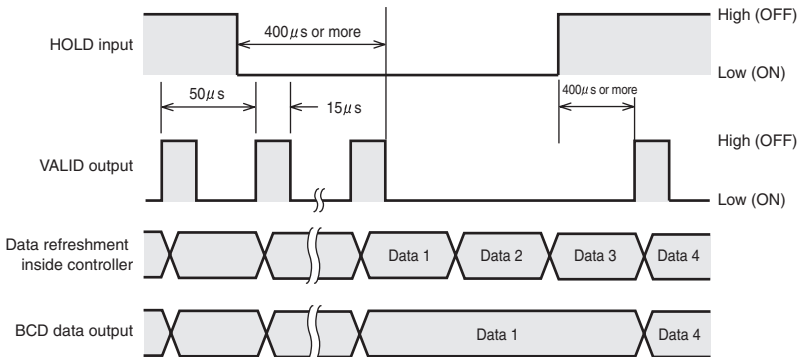 HOLD input
400μs or more
High (OFF)
Low (ON)
50μs
15μs
400μs or more
VALID output
High (OFF)
Low (ON)
Data refreshment
inside controller
Data 1
Data 2
Data 3
Data 4
BCD data output
Data 1
Data 4